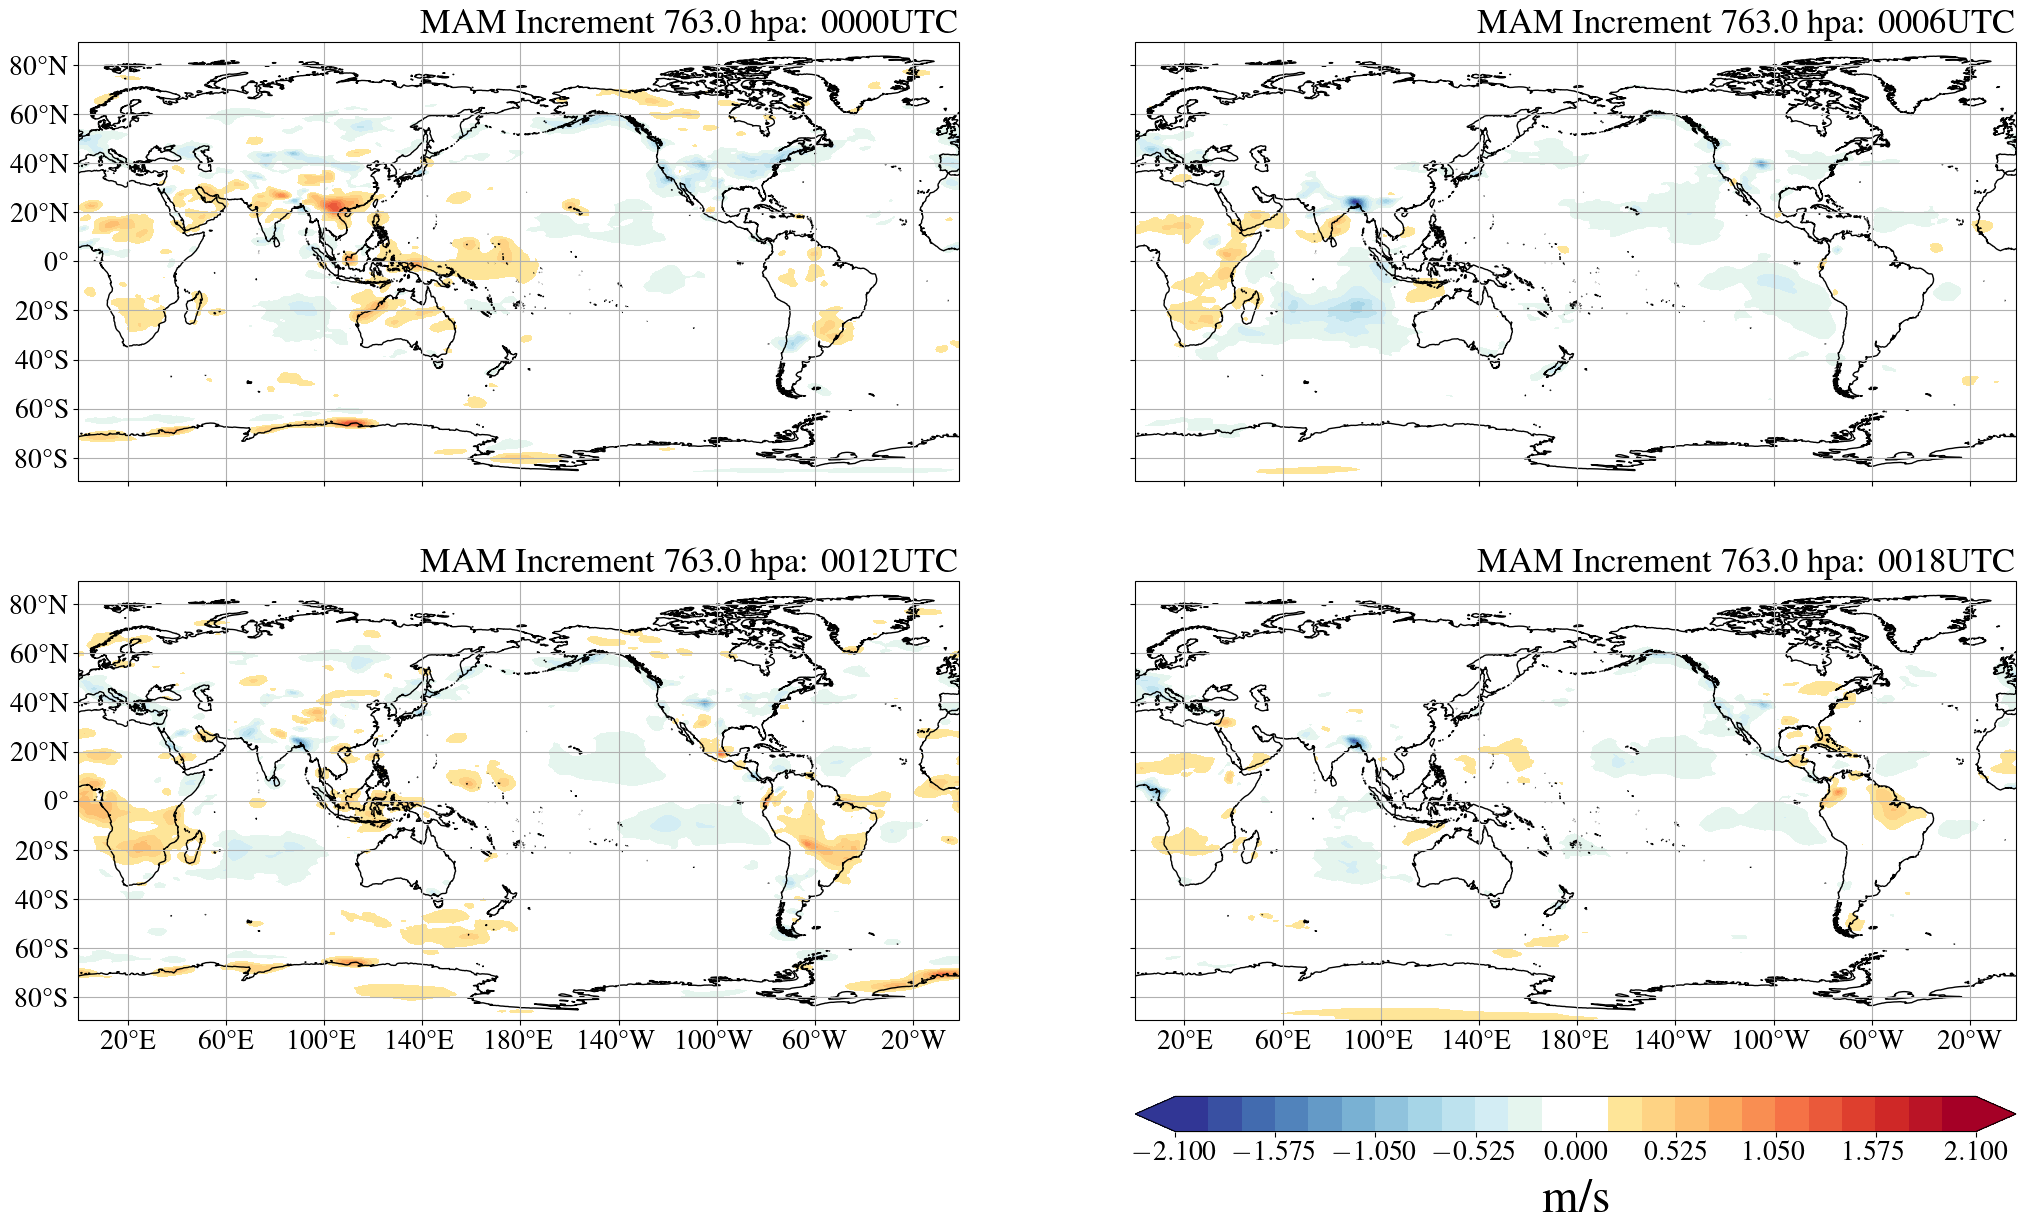 MAM Increment 763.0 hpa: 0000UTC
MAM Increment 763.0 hpa: 0006UTC
80°N
60°N
40°N
20°N
0°
20°S
40°S
60°S
80°S
MAM Increment 763.0 hpa: 0012UTC
MAM Increment 763.0 hpa: 0018UTC
80°N
60°N
40°N
20°N
0°
20°S
40°S
60°S
80°S
20°E 60°E 100°E 140°E 180°E 140°W 100°W 60°W 20°W
20°E 60°E 100°E 140°E 180°E 140°W 100°W 60°W 20°W
−2.100 −1.575 −1.050 −0.525 0.000 0.525 1.050 1.575 2.100
m/s